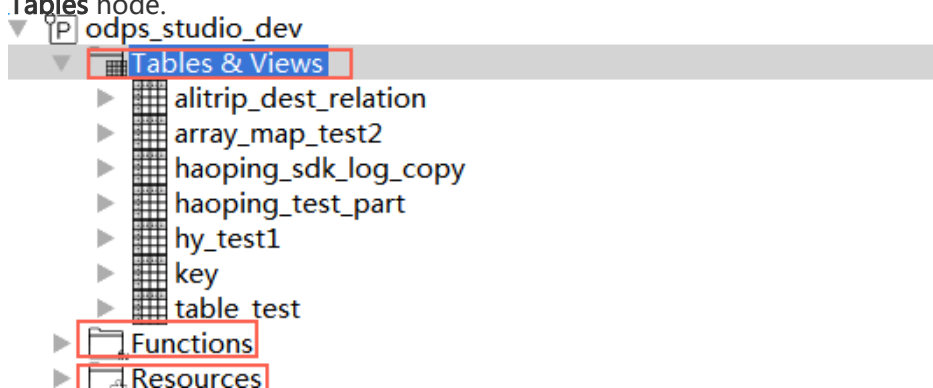 Tables node.
P odps_studio_dev
Tables & Views
alitrip_dest_relation
array_map_test2
haoping_sdk_log_copy
haoping_test_part
hy_test1
key
table_test
Functions
Resources